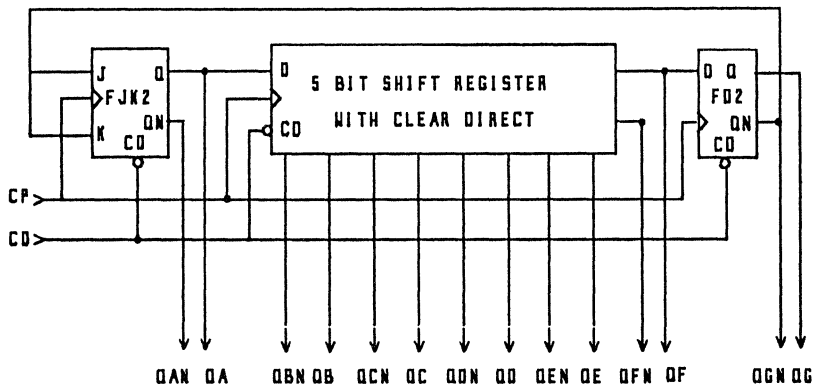 J Q
FJK2
K QN
CD
D 5 BIT SHIFT REGISTER
CD WITH CLEAR DIRECT
D Q
FD2
QN
CD
CP
CD
QAN QA QBN QB QCN QC QDN QD QEN QE QFN QF QGN QG